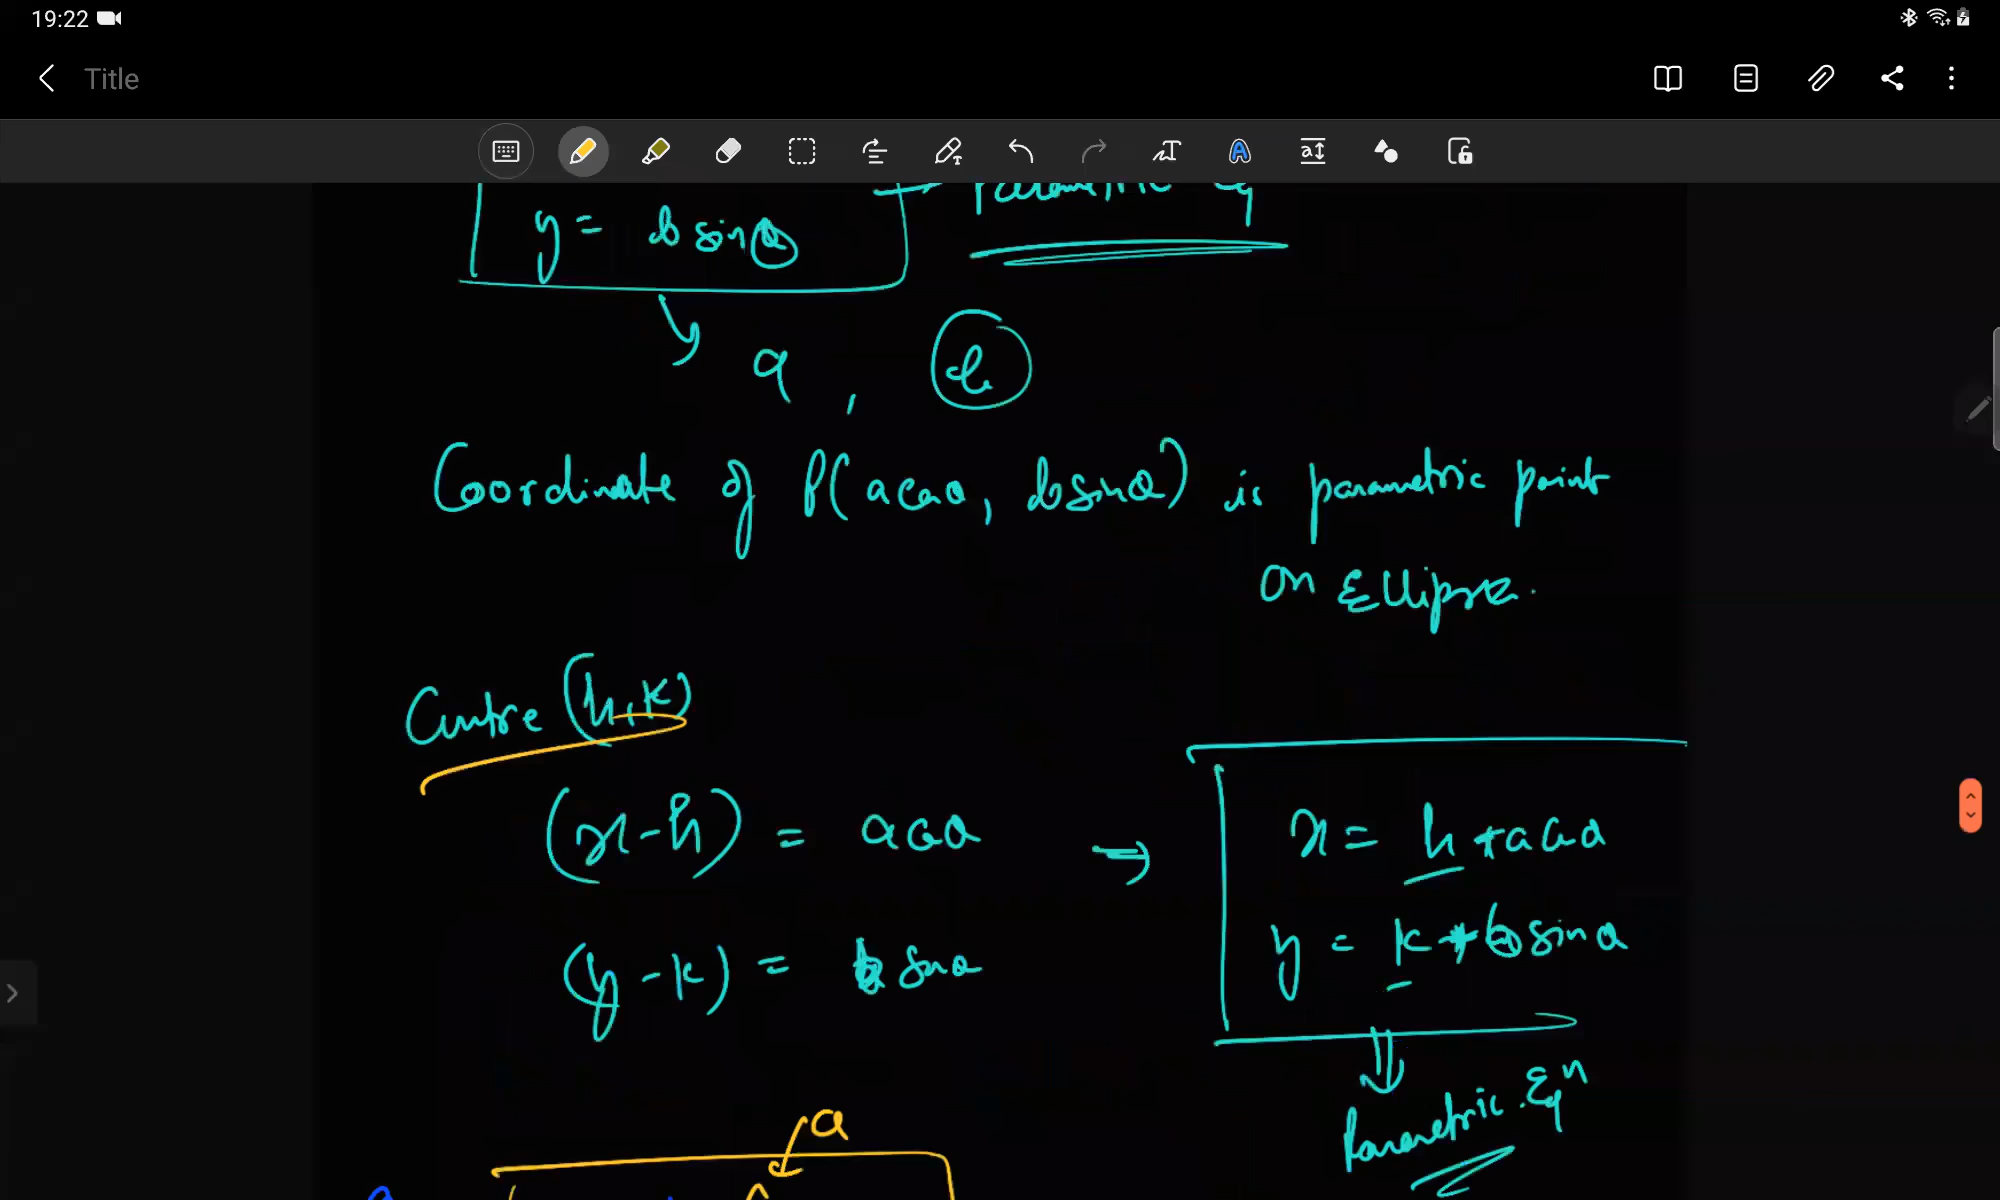 19:22
Title
Parametric Eq
y = b sinθ
a , b
Coordinate of P(a cosθ, b sinθ) is parametric point
on Ellipse.
Centre (h,k)
(x-h) = a cosθ → x = h + a cosθ
(y-k) = b sinθ y = k + b sinθ
Parametric Eqⁿ
a